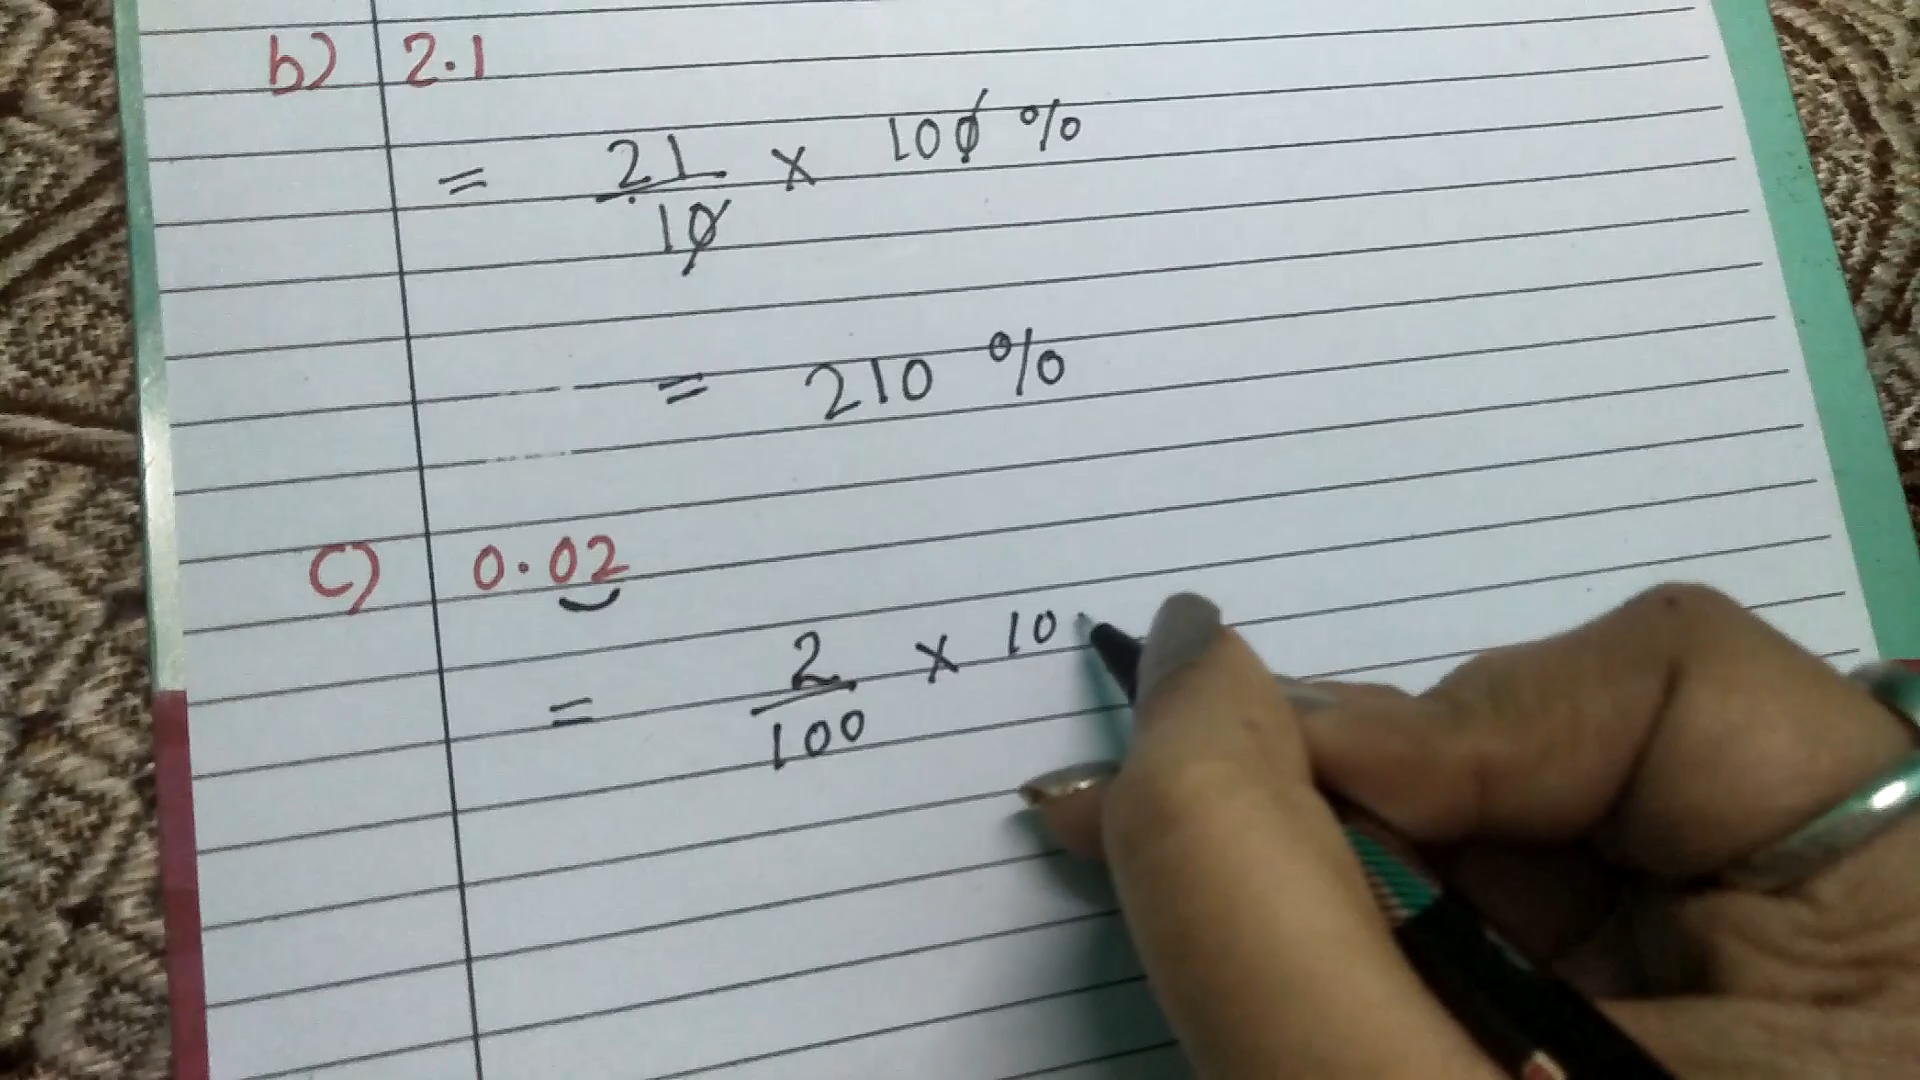 b) 2.1
= 21/10 × 100 %
= 210 %
c) 0.02
= 2/100 × 10